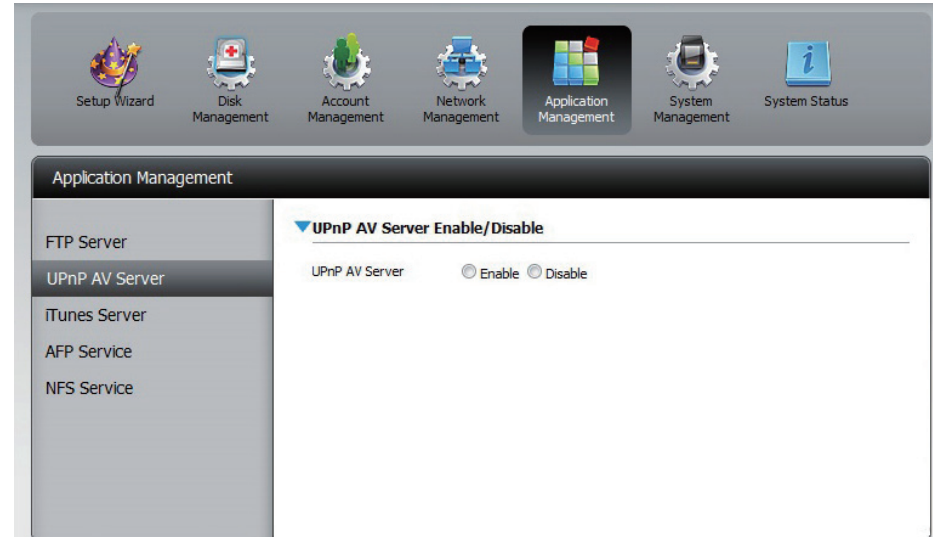 Setup Wizard
Disk
Management
Account
Management
Network
Management
Application
Management
System
Management
System Status
Application Management
FTP Server
UPnP AV Server
iTunes Server
AFP Service
NFS Service
UPnP AV Server Enable/Disable
UPnP AV Server Enable Disable